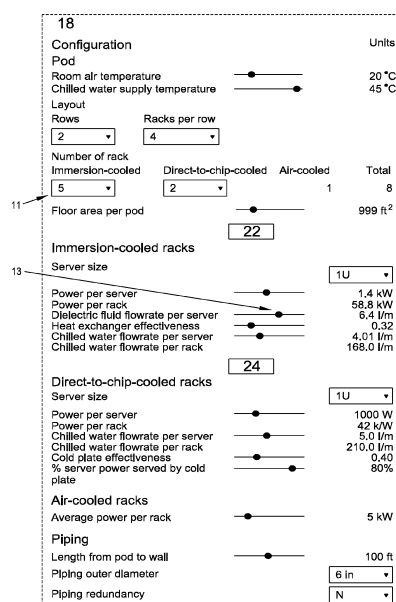 18
Configuration Units
Pod
Room air temperature 20 °C
Chilled water supply temperature 45 °C
Layout
Rows Racks per row
2 4
Number of rack
Immersion-cooled Direct-to-chip-cooled Air-cooled Total
5 2 1 8
11
Floor area per pod 999 ft²
22
Immersion-cooled racks
13
Server size
1U
Power per server 1.4 kW
Power per rack 58.8 kW
Dielectric fluid flowrate per server 6.4 l/m
Heat exchanger effectiveness 0.32
Chilled water flowrate per server 4.01 l/m
Chilled water flowrate per rack 168.0 l/m
24
Direct-to-chip-cooled racks
Server size 1U
Power per server 1000 W
Power per rack 42 k/W
Chilled water flowrate per server 5.0 l/m
Chilled water flowrate per rack 210.0 l/m
Cold plate effectiveness 0.40
% server power served by cold 80%
plate
Air-cooled racks
Average power per rack 5 kW
Piping
Length from pod to wall 100 ft
Piping outer diameter 6 in
Piping redundancy N